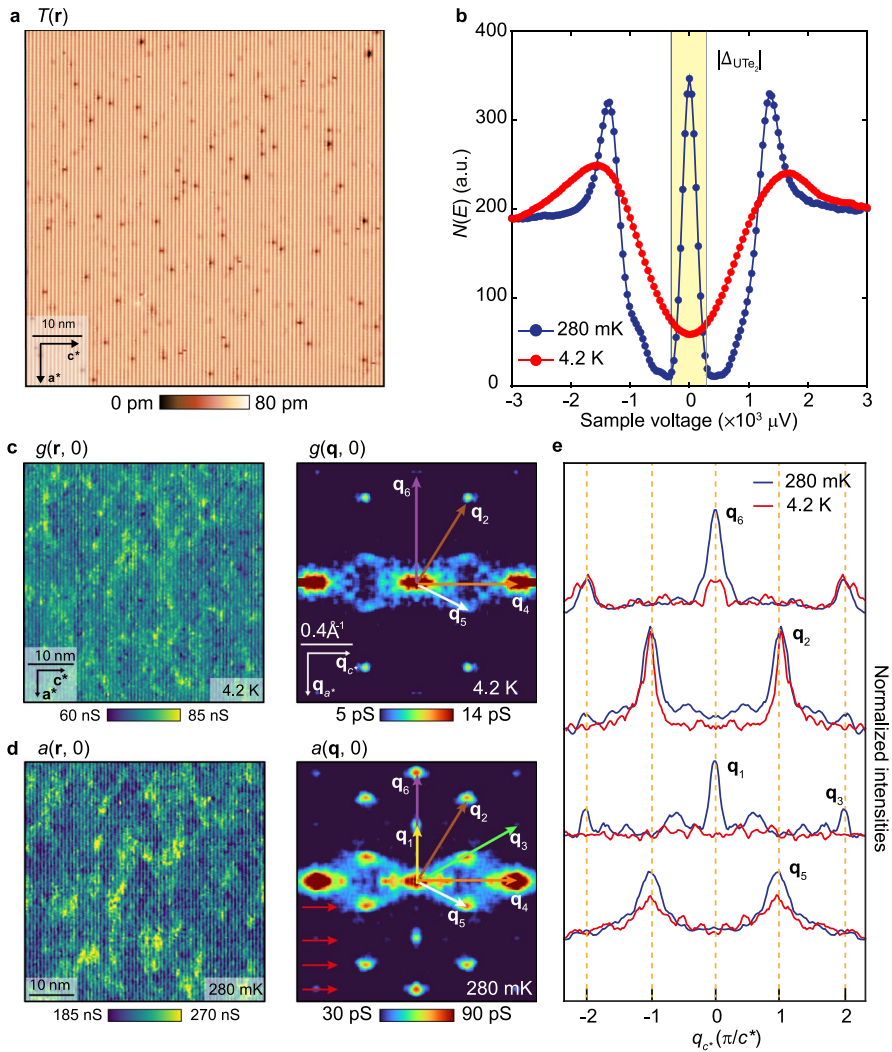 a T(r)
10 nm
c*
a*
0 pm 80 pm
b
|Δ_UTe₂|
N(E) (a.u.)
400
300
200
100
0
280 mK
4.2 K
-3 -2 -1 0 1 2 3
Sample voltage (×10³ μV)
c g(r, 0)
10 nm
c*
a*
4.2 K
60 nS 85 nS
g(q, 0)
q₆
q₂
q₄
q₅
0.4Å⁻¹
q_c*
q_a*
4.2 K
5 pS 14 pS
d a(r, 0)
10 nm
280 mK
185 nS 270 nS
a(q, 0)
q₆
q₂
q₁
q₃
q₄
q₅
280 mK
30 pS 90 pS
e
280 mK
4.2 K
q₆
q₂
q₁
q₃
q₅
Normalized intensities
-2 -1 0 1 2
q_c*(π/c*)